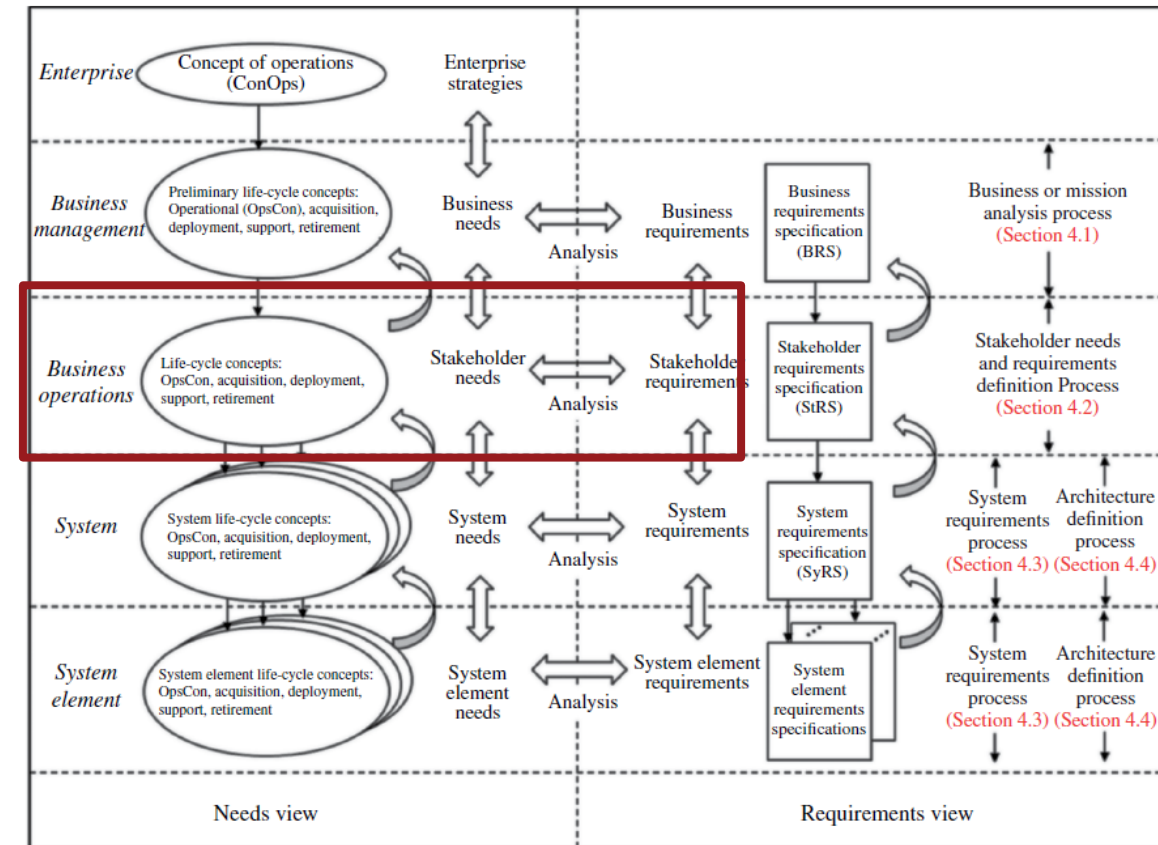 Enterprise
Concept of operations
(ConOps)
Enterprise
strategies
Business
management
Preliminary life-cycle concepts:
Operational (OpsCon), acquisition,
deployment, support, retirement
Business
needs
Analysis
Business
requirements
Business
requirements
specification
(BRS)
Business or mission
analysis process
(Section 4.1)
Business
operations
Life-cycle concepts:
OpsCon, acquisition, deployment,
support, retirement
Stakeholder
needs
Analysis
Stakeholder
requirements
Stakeholder
requirements
specification
(StRS)
Stakeholder needs
and requirements
definition Process
(Section 4.2)
System
System life-cycle concepts:
OpsCon, acquisition, deployment,
support, retirement
System
needs
Analysis
System
requirements
System
requirements
specification
(SyRS)
System
requirements
process
(Section 4.3)
Architecture
definition
process
(Section 4.4)
System
element
System element life-cycle concepts:
OpsCon, acquisition, deployment,
support, retirement
System
element
needs
Analysis
System element
requirements
System
element
requirements
specifications
System
requirements
process
(Section 4.3)
Architecture
definition
process
(Section 4.4)
Needs view
Requirements view